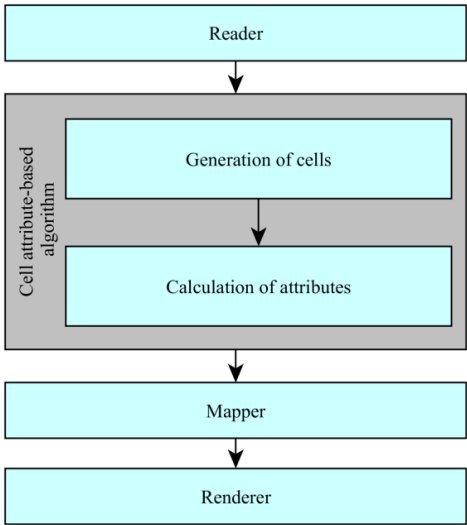 Reader
Cell attribute-based
algorithm
Generation of cells
Calculation of attributes
Mapper
Renderer